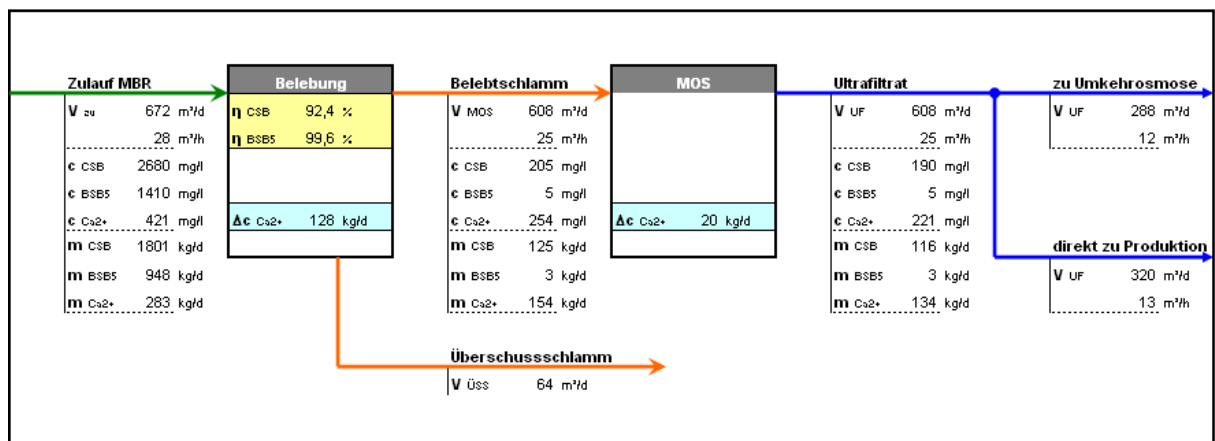 Zulauf MBR
V zu 672 m³/d
28 m³/h
c CSB 2680 mg/l
c BSB5 1410 mg/l
c Ca2+ 421 mg/l
m CSB 1801 kg/d
m BSB5 948 kg/d
m Ca2+ 283 kg/d
Belebung
η CSB 92,4 %
η BSB5 99,6 %
Δc Ca2+ 128 kg/d
Belebtschlamm
V MOS 608 m³/d
25 m³/h
c CSB 205 mg/l
c BSB5 5 mg/l
c Ca2+ 254 mg/l
m CSB 125 kg/d
m BSB5 3 kg/d
m Ca2+ 154 kg/d
MOS
Δc Ca2+ 20 kg/d
Ultrafiltrat
V UF 608 m³/d
25 m³/h
c CSB 190 mg/l
c BSB5 5 mg/l
c Ca2+ 221 mg/l
m CSB 116 kg/d
m BSB5 3 kg/d
m Ca2+ 134 kg/d
zu Umkehrosmose
V UF 288 m³/d
12 m³/h
direkt zu Produktion
V UF 320 m³/d
13 m³/h
Überschussschlamm
V ÜSS 64 m³/d